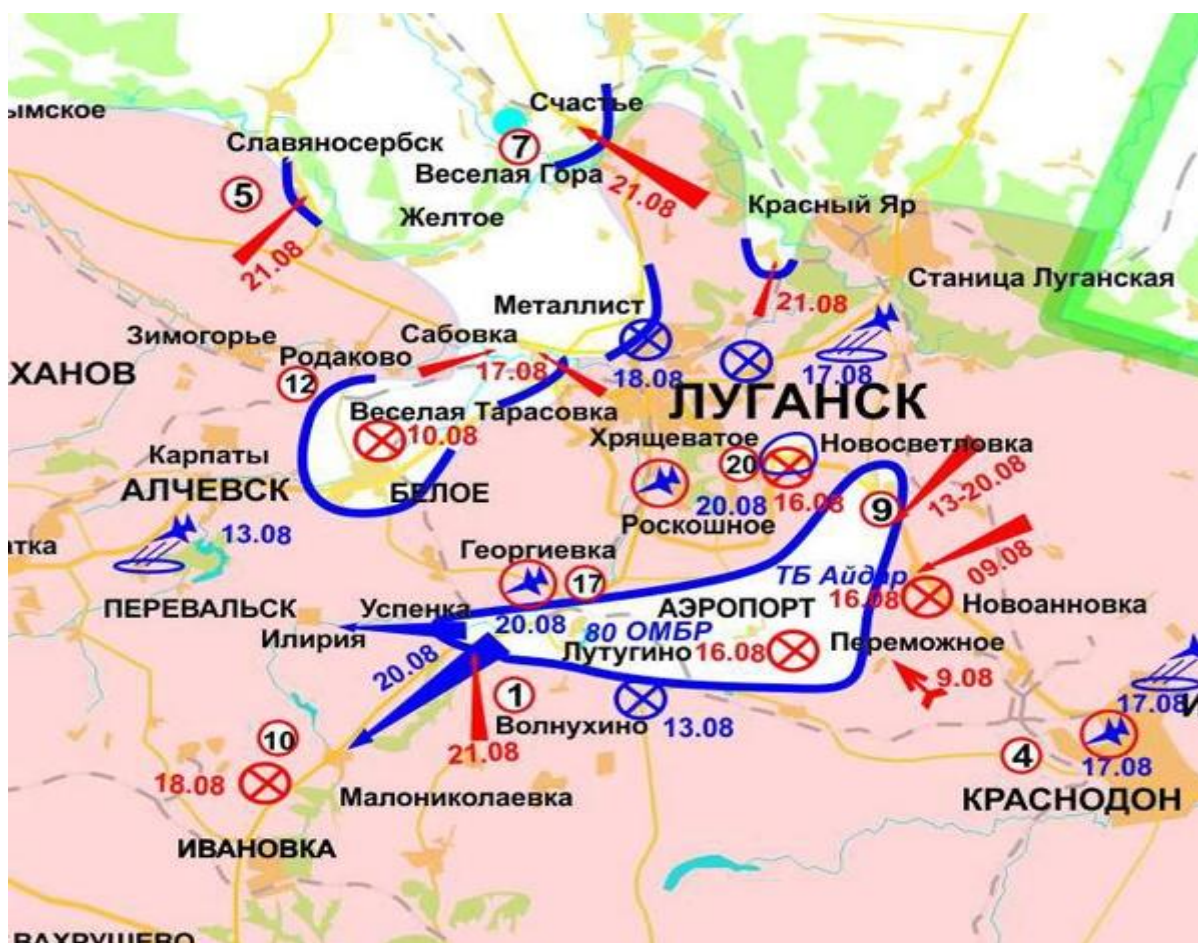 Счастье
ымское
Славяносербск
7
Веселая Гора
5
21.08
Красный Яр
Желтое
21.08
Станица Луганская
Металлист
21.08
Зимогорье
Сабовка
Родаково
ХАНОВ
12
17.08
18.08
17.08
Веселая Тарасовка
ЛУГАНСК
10.08
Хрящеватое
Новосветловка
Карпаты
20
АЛЧЕВСК
БЕЛОЕ
20.08
16.08
13-20.08
9
Роскошное
13.08
атка
Георгиевка
09.08
17
ТБ Айдар
ПЕРЕВАЛЬСК
Успенка
АЭРОПОРТ
16.08
Новоанновка
20.08
80 ОМБР
Илирия
Лутугино
16.08
Переможное
20.08
9.08
1
17.08
И
Волнухино
13.08
10
21.08
4
18.08
17.08
Малониколаевка
КРАСНОДОН
ИВАНОВКА
ВАХРУШЕВО